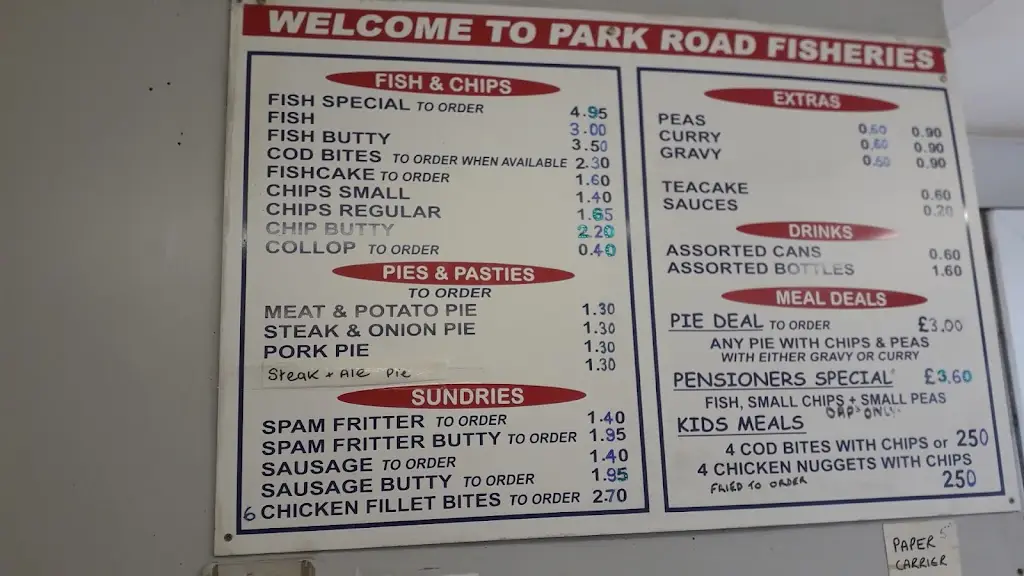 WELCOME TO PARK ROAD FISHERIES
FISH & CHIPS
FISH SPECIAL TO ORDER 4.95
FISH 3.00
FISH BUTTY 3.50
COD BITES TO ORDER WHEN AVAILABLE 2.30
FISHCAKE TO ORDER 1.60
CHIPS SMALL 1.40
CHIPS REGULAR 1.65
CHIP BUTTY 2.20
COLLOP TO ORDER 0.40
PIES & PASTIES
TO ORDER
MEAT & POTATO PIE 1.30
STEAK & ONION PIE 1.30
PORK PIE 1.30
Steak + Ale Pie 1.30
SUNDRIES
SPAM FRITTER TO ORDER 1.40
SPAM FRITTER BUTTY TO ORDER 1.95
SAUSAGE TO ORDER 1.40
SAUSAGE BUTTY TO ORDER 1.95
6 CHICKEN FILLET BITES TO ORDER 2.70
EXTRAS
PEAS 0.60 0.90
CURRY 0.60 0.90
GRAVY 0.60 0.90
TEACAKE 0.60
SAUCES 0.20
DRINKS
ASSORTED CANS 0.60
ASSORTED BOTTLES 1.60
MEAL DEALS
PIE DEAL TO ORDER £3.00
ANY PIE WITH CHIPS & PEAS
WITH EITHER GRAVY OR CURRY
PENSIONERS SPECIAL £3.60
FISH, SMALL CHIPS + SMALL PEAS
OAP'S ONLY.
KIDS MEALS
4 COD BITES WITH CHIPS or 250
4 CHICKEN NUGGETS WITH CHIPS
FRIED TO ORDER 250
PAPER 5
CARRIER